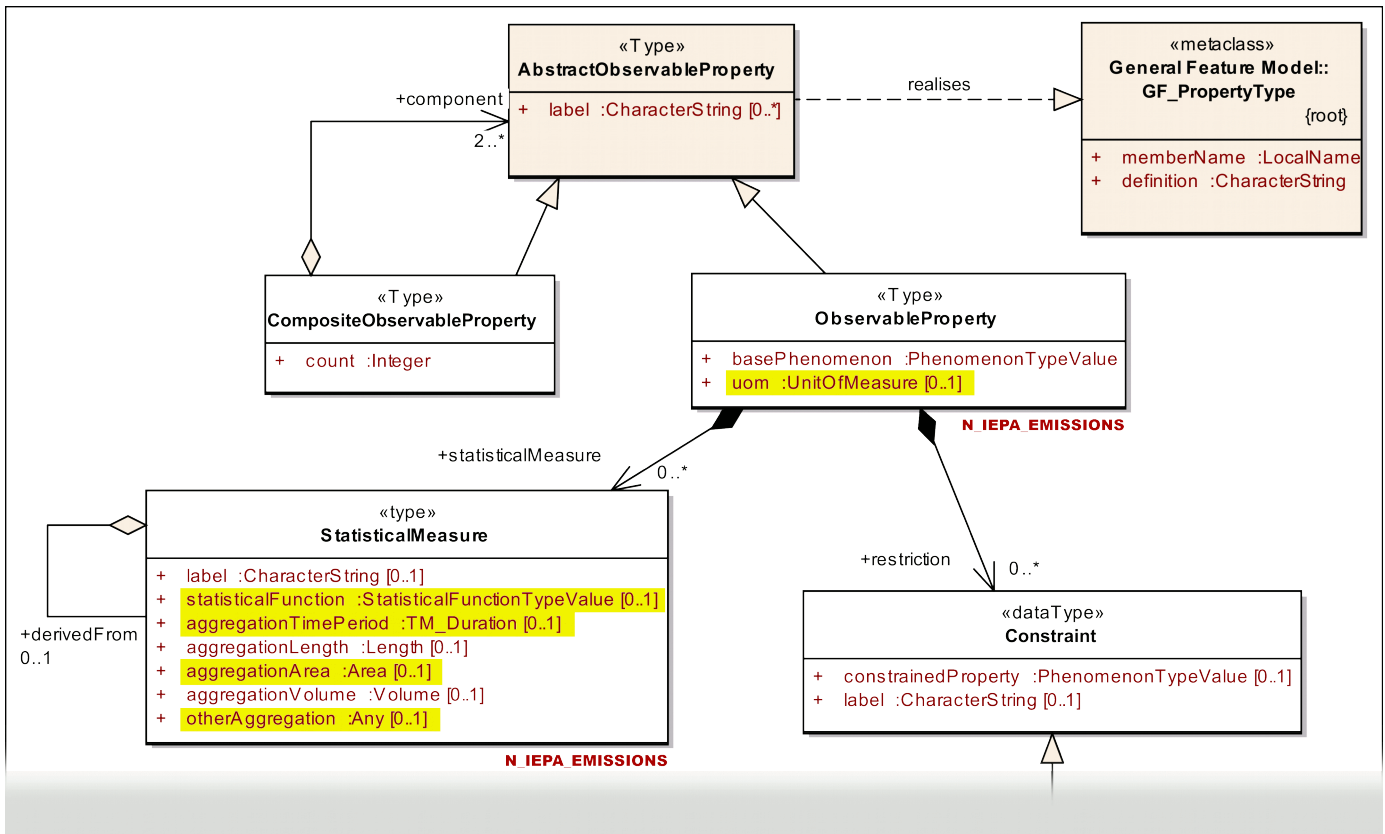 «Type»
AbstractObservableProperty
+ label :CharacterString [0..*]
«metaclass»
General Feature Model::
GF_PropertyType
{root}
+ memberName :LocalName
+ definition :CharacterString
realises
+component
2..*
«Type»
CompositeObservableProperty
+ count :Integer
«Type»
ObservableProperty
+ basePhenomenon :PhenomenonTypeValue
+ uom :UnitOfMeasure [0..1]
N_IEPA_EMISSIONS
+statisticalMeasure
0..*
«type»
StatisticalMeasure
+ label :CharacterString [0..1]
+ statisticalFunction :StatisticalFunctionTypeValue [0..1]
+ aggregationTimePeriod :TM_Duration [0..1]
+ aggregationLength :Length [0..1]
+ aggregationArea :Area [0..1]
+ aggregationVolume :Volume [0..1]
+ otherAggregation :Any [0..1]
N_IEPA_EMISSIONS
+derivedFrom
0..1
+restriction
0..*
«dataType»
Constraint
+ constrainedProperty :PhenomenonTypeValue [0..1]
+ label :CharacterString [0..1]